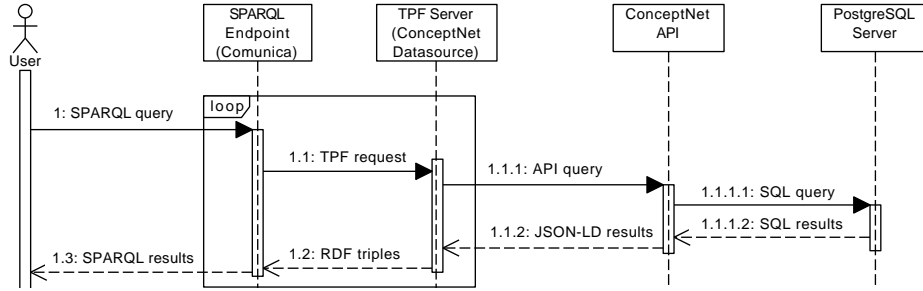 SPARQL
Endpoint
(Comunica)
TPF Server
(ConceptNet
Datasource)
ConceptNet
API
PostgreSQL
Server
User
loop
1: SPARQL query
1.1: TPF request
1.1.1: API query
1.1.1.1: SQL query
1.1.1.2: SQL results
1.1.2: JSON-LD results
1.2: RDF triples
1.3: SPARQL results